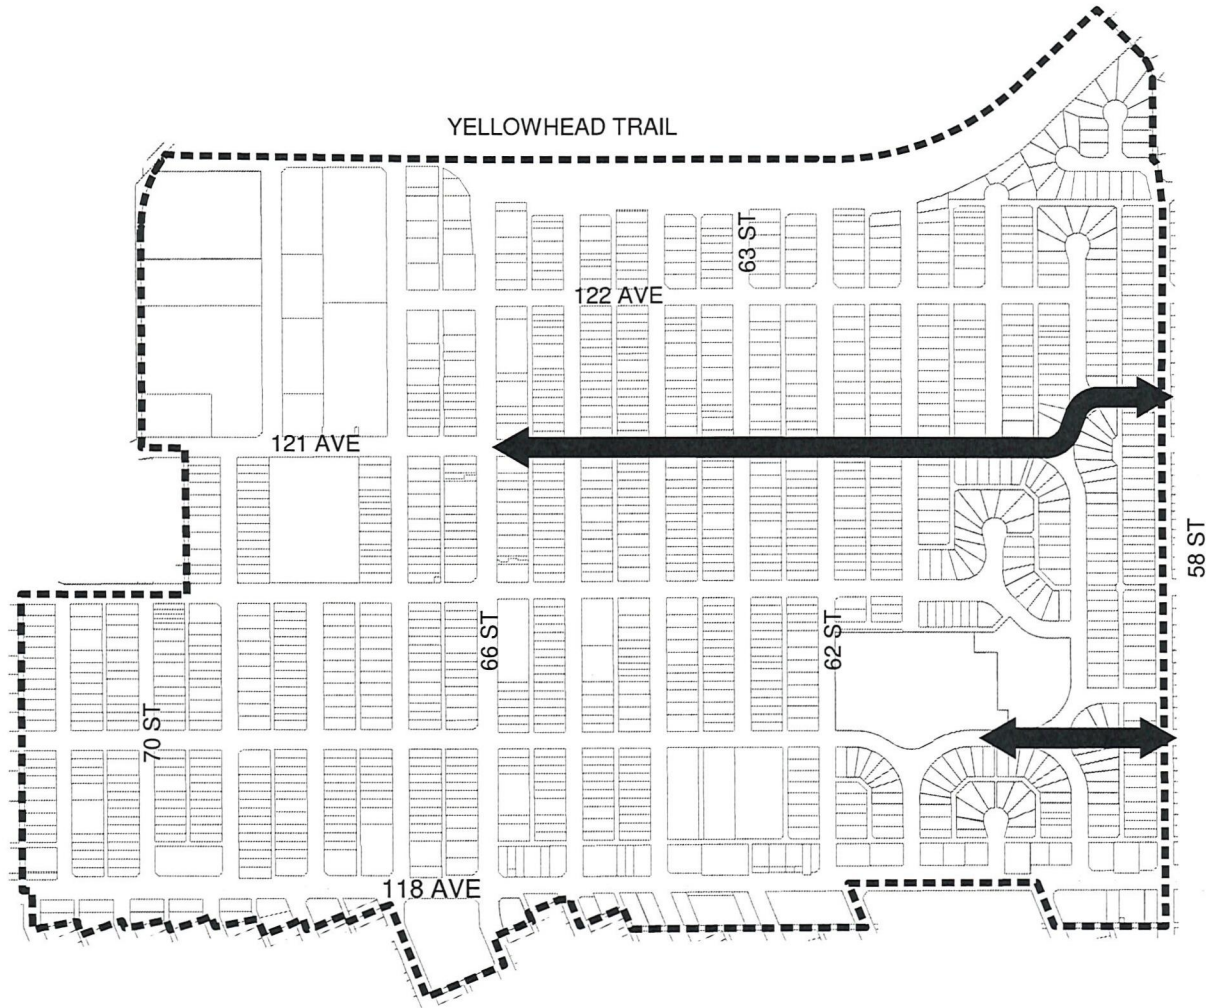 YELLOWHEAD TRAIL
63 ST
122 AVE
121 AVE
58 ST
66 ST
62 ST
70 ST
118 AVE